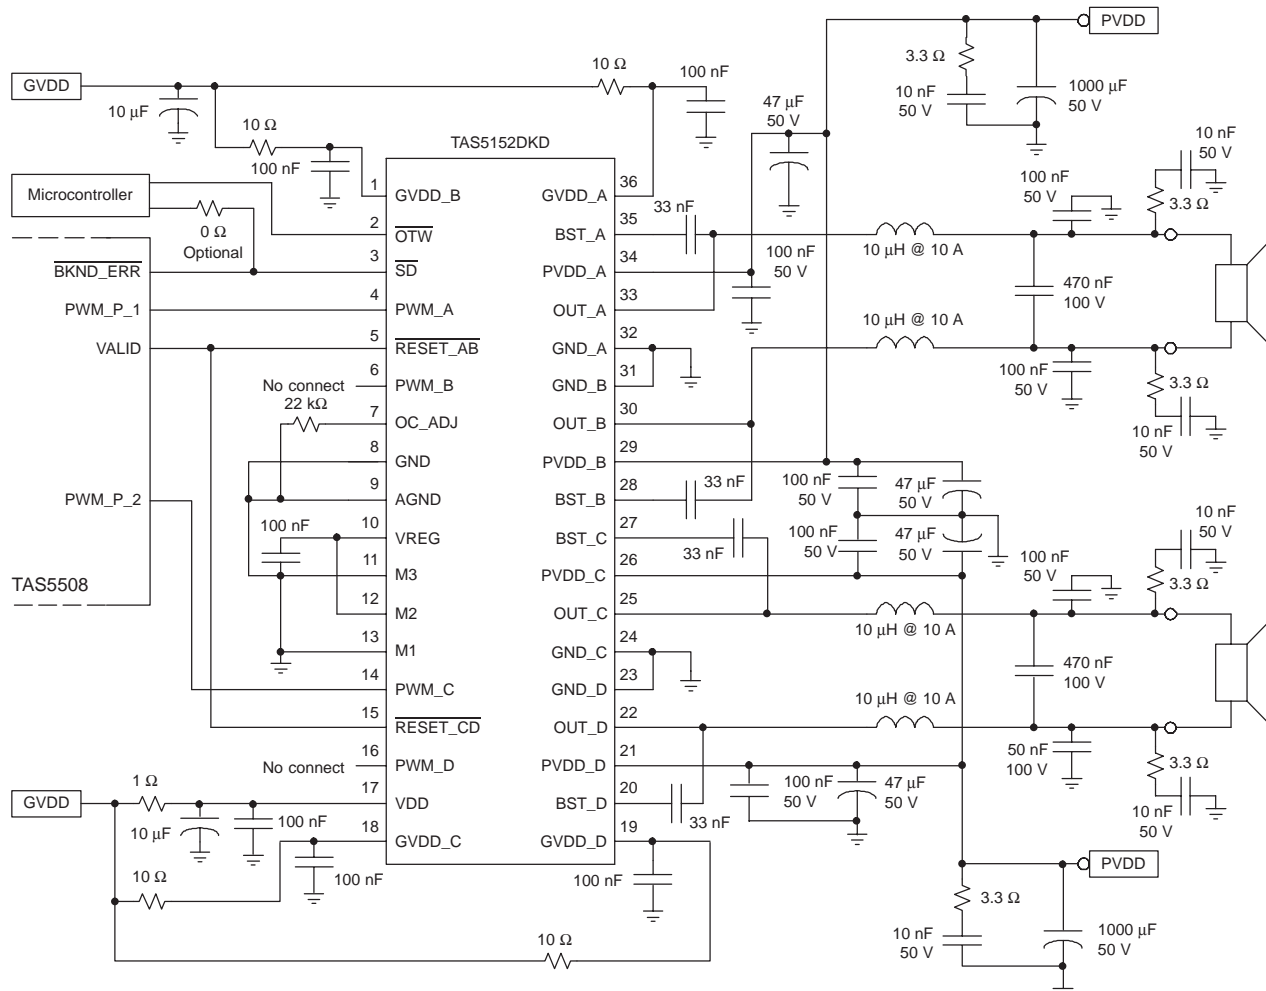 PVDD
3.3 Ω
10 nF
50 V
1000 µF
50 V
GVDD
10 µF
10 Ω
100 nF
10 Ω
100 nF
47 µF
50 V
TAS5152DKD
Microcontroller
0 Ω
Optional
TAS5508
BKND_ERR
PWM_P_1
VALID
PWM_P_2
No connect
22 kΩ
100 nF
No connect
1 GVDD_B
2 OTW
3 SD
4 PWM_A
5 RESET_AB
6 PWM_B
7 OC_ADJ
8 GND
9 AGND
10 VREG
11 M3
12 M2
13 M1
14 PWM_C
15 RESET_CD
16 PWM_D
17 VDD
18 GVDD_C
GVDD_A 36
BST_A 35
PVDD_A 34
OUT_A 33
GND_A 32
GND_B 31
OUT_B 30
PVDD_B 29
BST_B 28
BST_C 27
PVDD_C 26
OUT_C 25
GND_C 24
GND_D 23
OUT_D 22
PVDD_D 21
BST_D 20
GVDD_D 19
33 nF
100 nF
50 V
10 µH @ 10 A
10 µH @ 10 A
100 nF
50 V
10 nF
50 V
3.3 Ω
470 nF
100 V
100 nF
50 V
3.3 Ω
10 nF
50 V
33 nF
100 nF
50 V
47 µF
50 V
33 nF
100 nF
50 V
47 µF
50 V
10 µH @ 10 A
10 µH @ 10 A
100 nF
50 V
10 nF
50 V
3.3 Ω
470 nF
100 V
50 nF
100 V
3.3 Ω
10 nF
50 V
33 nF
100 nF
50 V
47 µF
50 V
GVDD
1 Ω
10 µF
100 nF
10 Ω
100 nF
100 nF
10 Ω
PVDD
3.3 Ω
10 nF
50 V
1000 µF
50 V